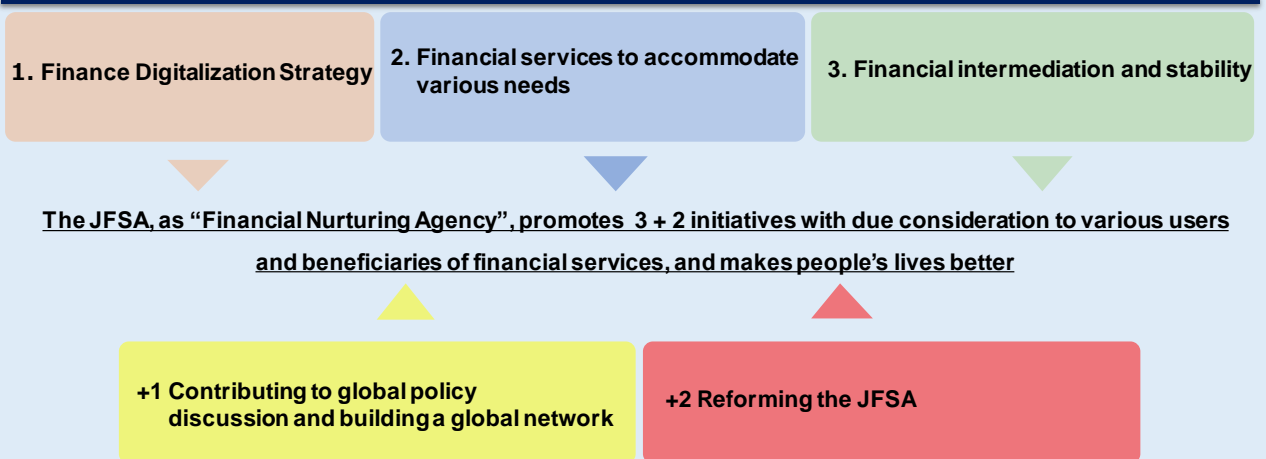 1. Finance Digitalization Strategy
2. Financial services to accommodate
various needs
3. Financial intermediation and stability
The JFSA, as “Financial Nurturing Agency”, promotes 3 + 2 initiatives with due consideration to various users
and beneficiaries of financial services, and makes people’s lives better
+1 Contributing to global policy
discussion and building a global network
+2 Reforming the JFSA